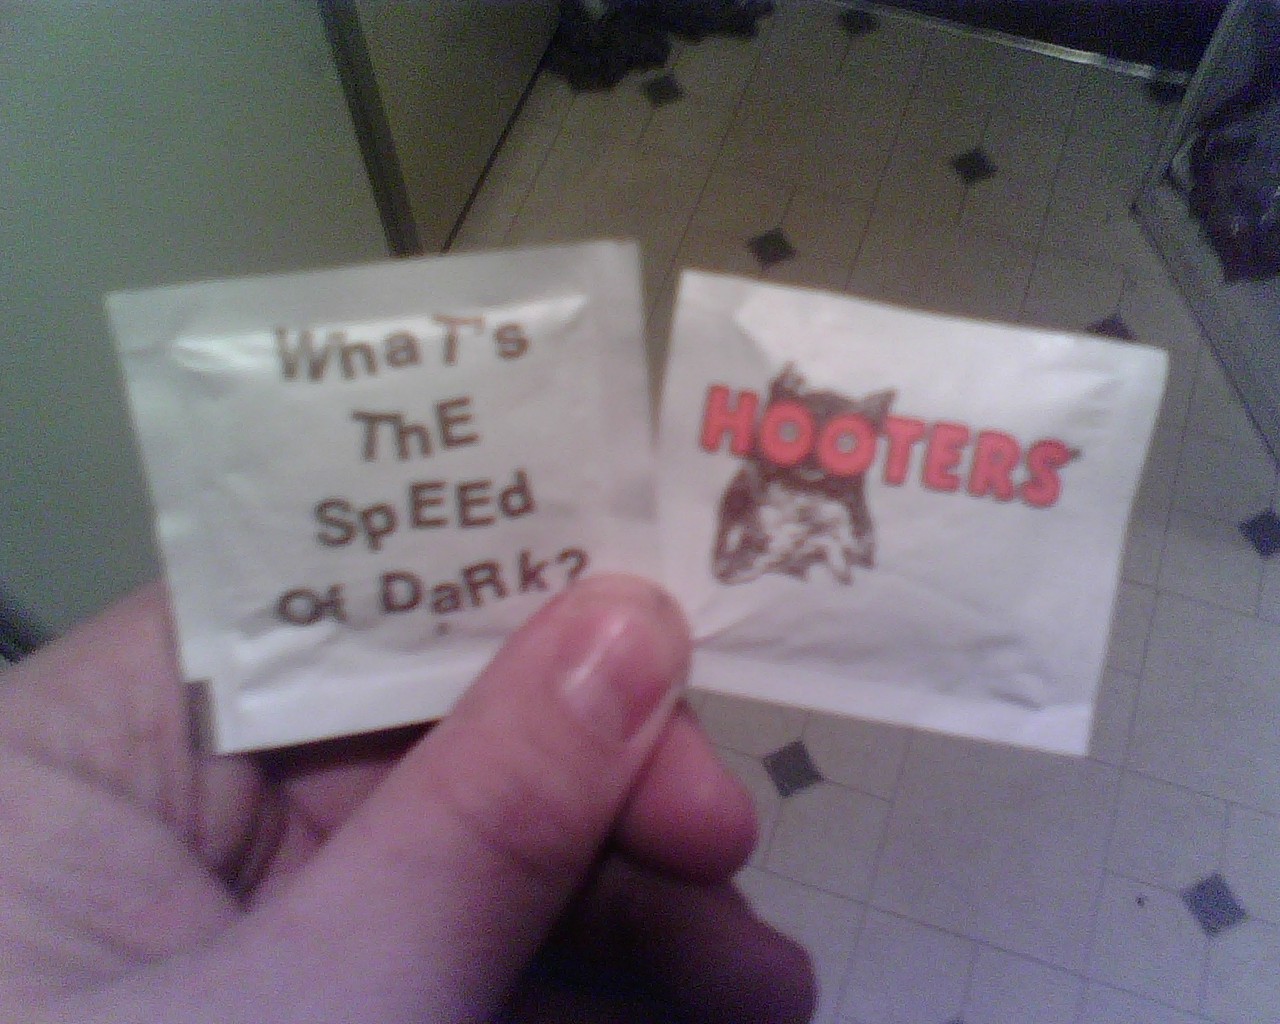 WhaT's
ThE
SpEEd
Of DaRk?
HOOTERS